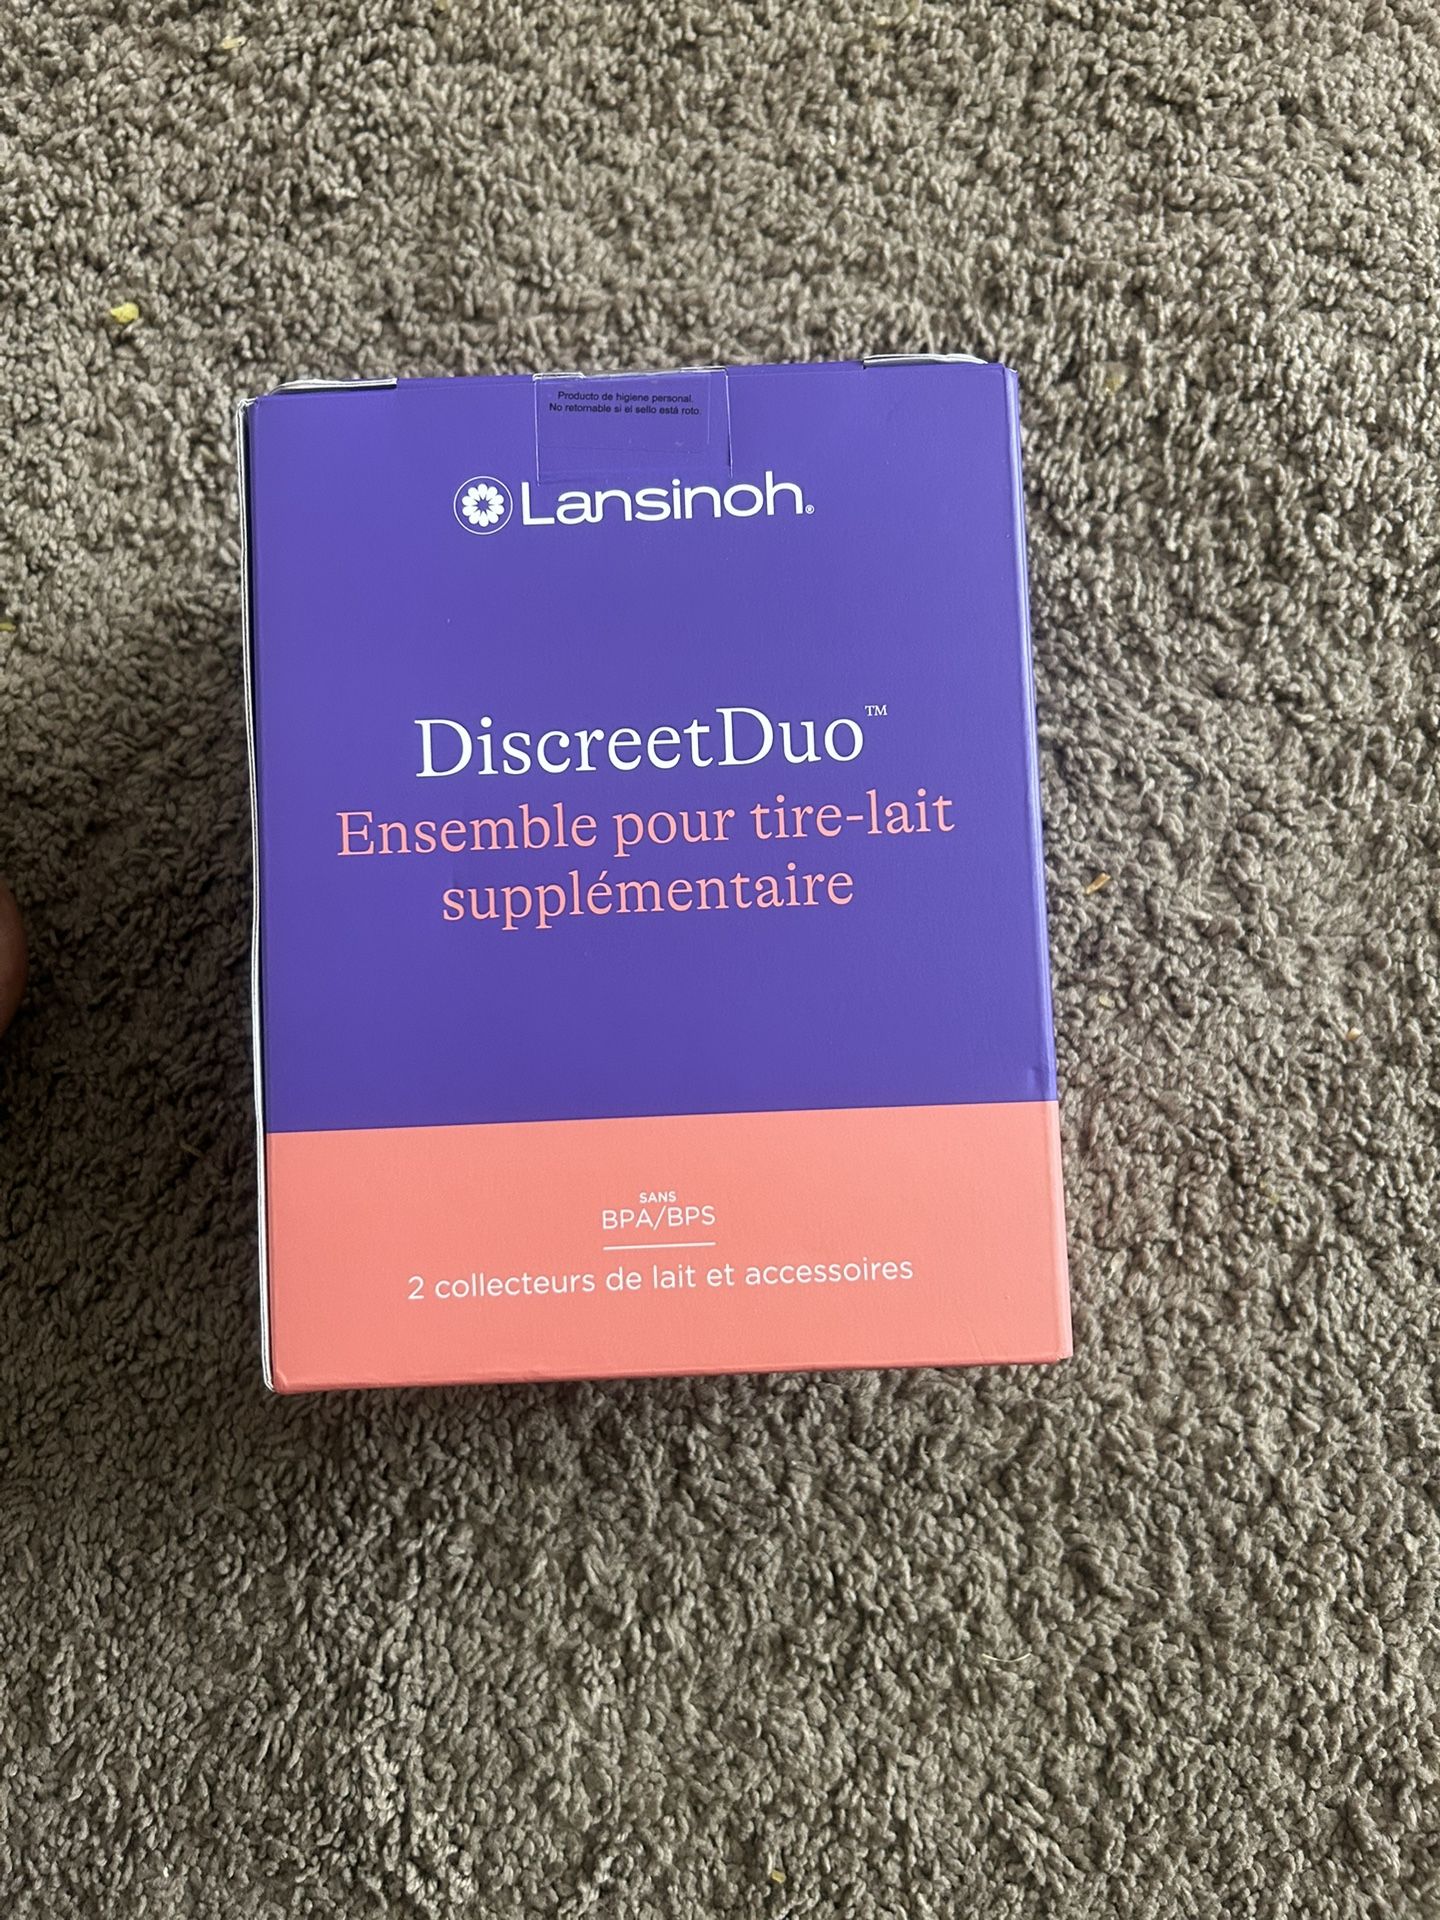 Producto de higiene personal.
No retornable si el sello está roto.
Lansinoh®
DiscreetDuo™
Ensemble pour tire-lait
supplémentaire
SANS
BPA/BPS
2 collecteurs de lait et accessoires